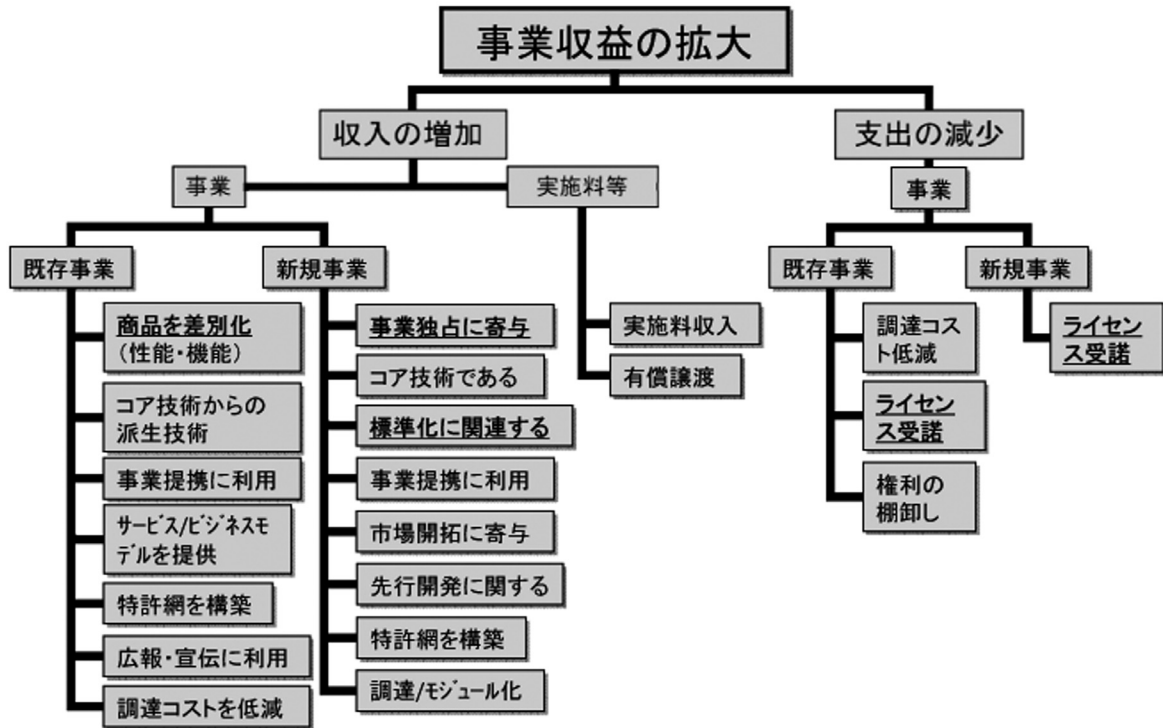 事業収益の拡大
収入の増加
支出の減少
事業
実施料等
事業
既存事業
新規事業
既存事業
新規事業
商品を差別化
(性能・機能)
コア技術からの
派生技術
事業提携に利用
サービス/ビジネスモ
デルを提供
特許網を構築
広報・宣伝に利用
調達コストを低減
事業独占に寄与
コア技術である
標準化に関連する
事業提携に利用
市場開拓に寄与
先行開発に関する
特許網を構築
調達/モジュール化
実施料収入
有償譲渡
調達コス
ト低減
ライセン
ス受諾
権利の
棚卸し
ライセン
ス受諾